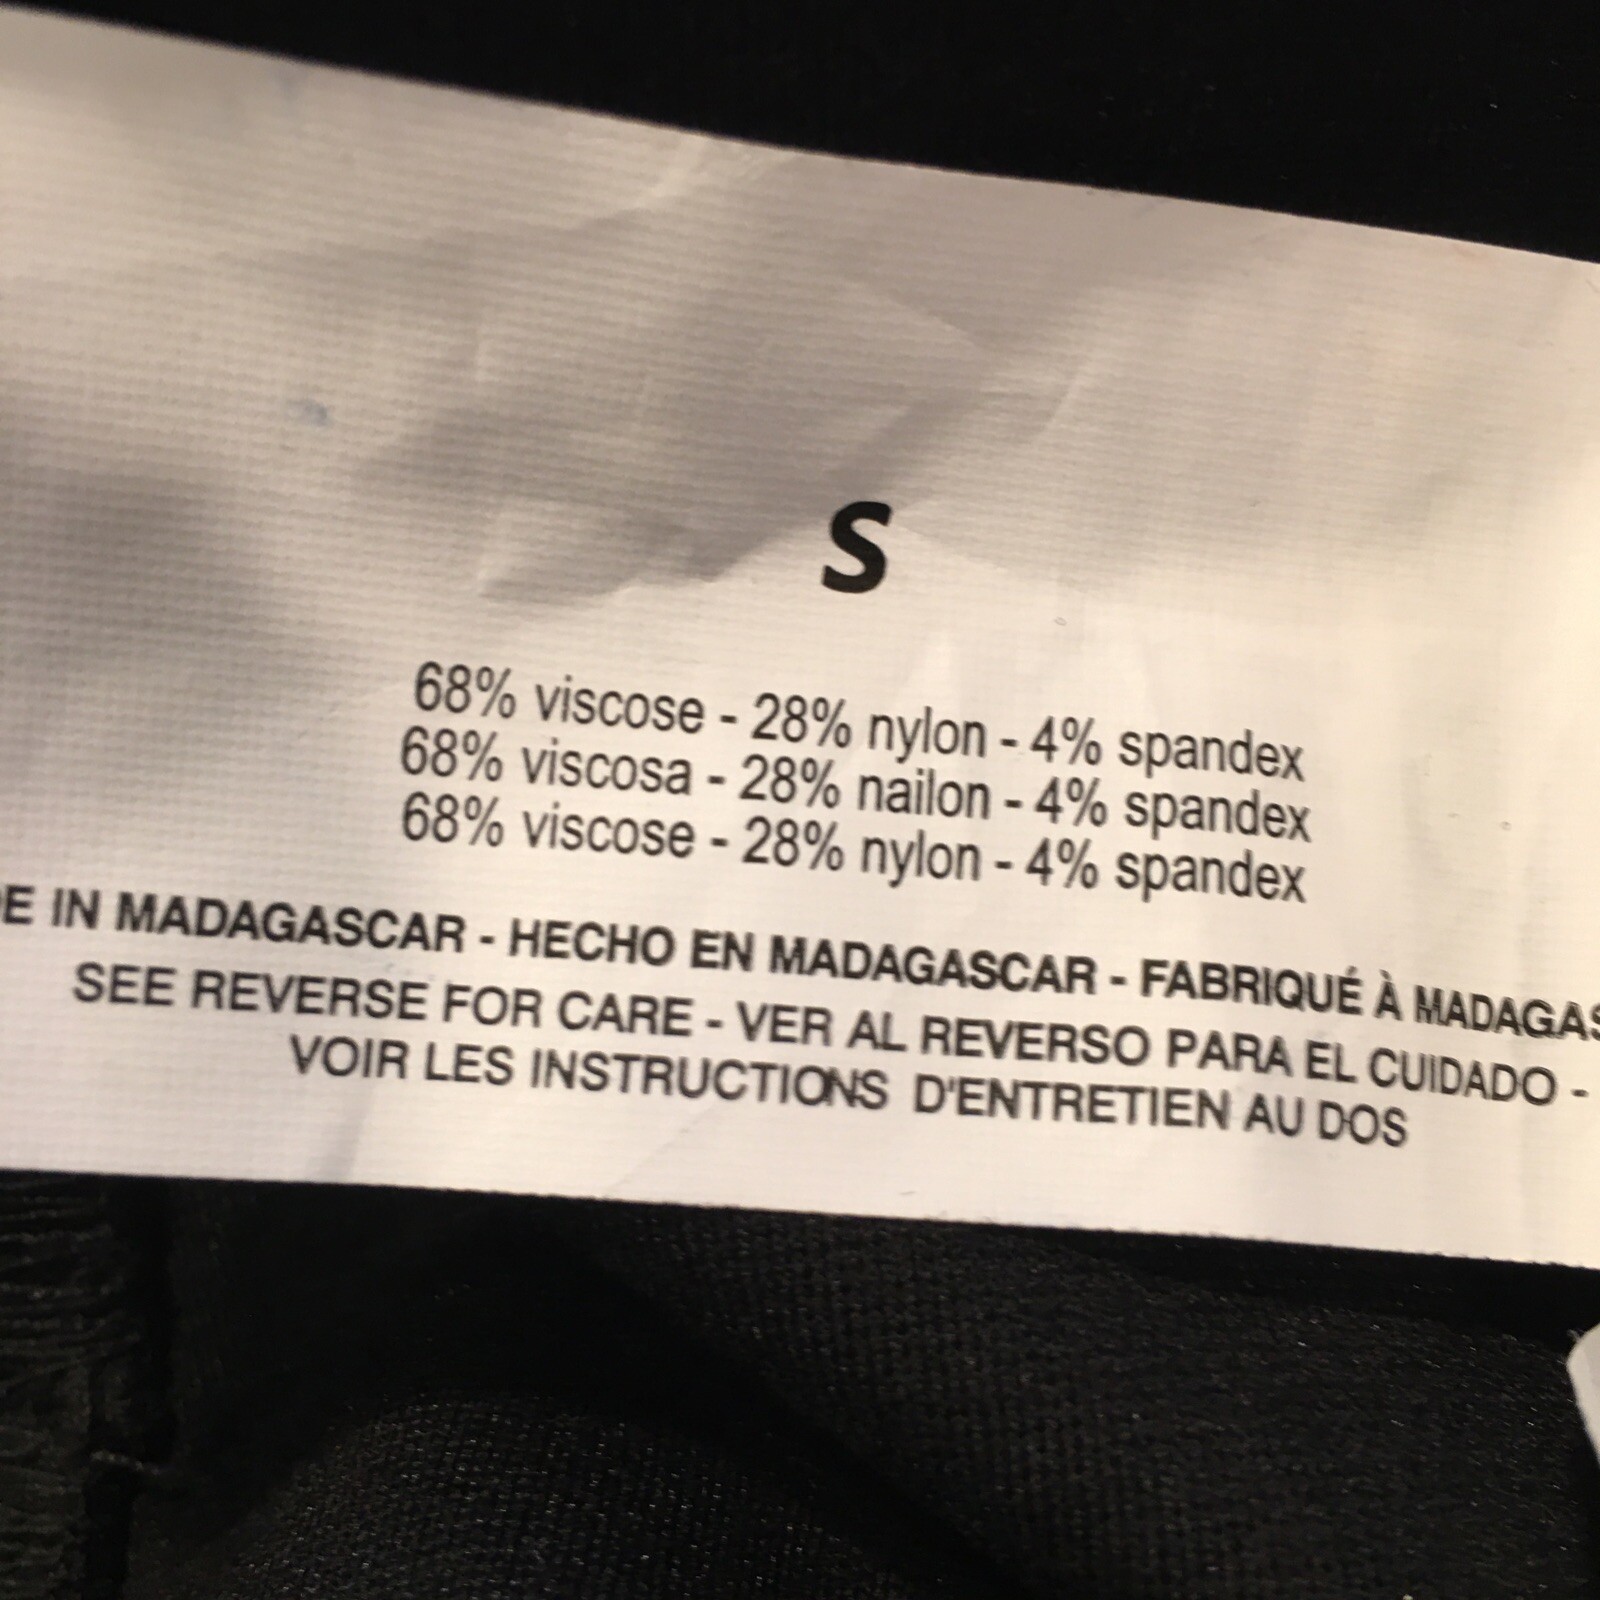 S
68% viscose - 28% nylon - 4% spandex
68% viscosa - 28% nailon - 4% spandex
68% viscose - 28% nylon - 4% spandex
IN MADAGASCAR - HECHO EN MADAGASCAR - FABRIQUÉ À
SEE REVERSE FOR CARE - VER AL REVERSO PARA EL CUIDADO -
VOIR LES INSTRUCTIONS D'ENTRETIEN AU DOS